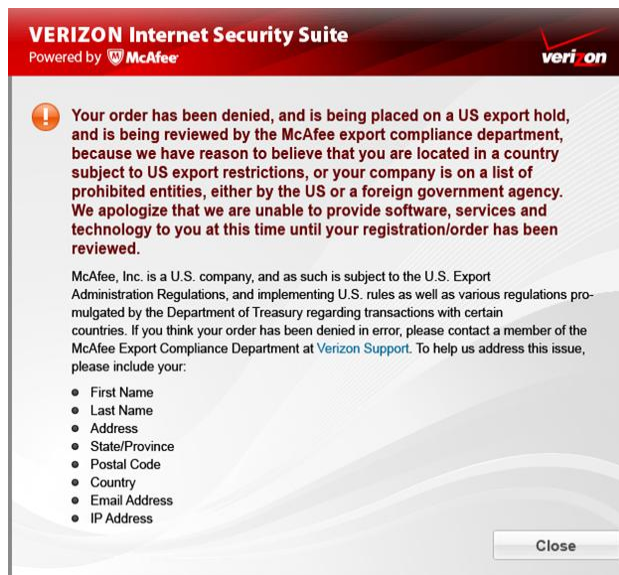 VERIZON Internet Security Suite
Powered by McAfee
verizon
Your order has been denied, and is being placed on a US export hold,
and is being reviewed by the McAfee export compliance department,
because we have reason to believe that you are located in a country
subject to US export restrictions, or your company is on a list of
prohibited entities, either by the US or a foreign government agency.
We apologize that we are unable to provide software, services and
technology to you at this time until your registration/order has been
reviewed.
McAfee, Inc. is a U.S. company, and as such is subject to the U.S. Export
Administration Regulations, and implementing U.S. rules as well as various regulations pro-
mulgated by the Department of Treasury regarding transactions with certain
countries. If you think your order has been denied in error, please contact a member of the
McAfee Export Compliance Department at Verizon Support. To help us address this issue,
please include your:
First Name
Last Name
Address
State/Province
Postal Code
Country
Email Address
IP Address
Close